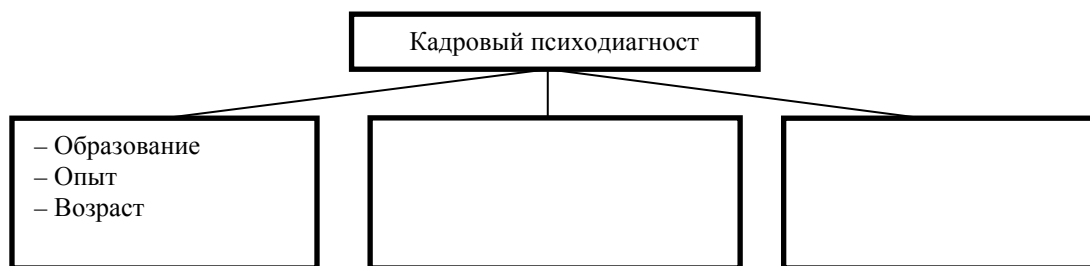 Кадровый психодиагност
– Образование
– Опыт
– Возраст